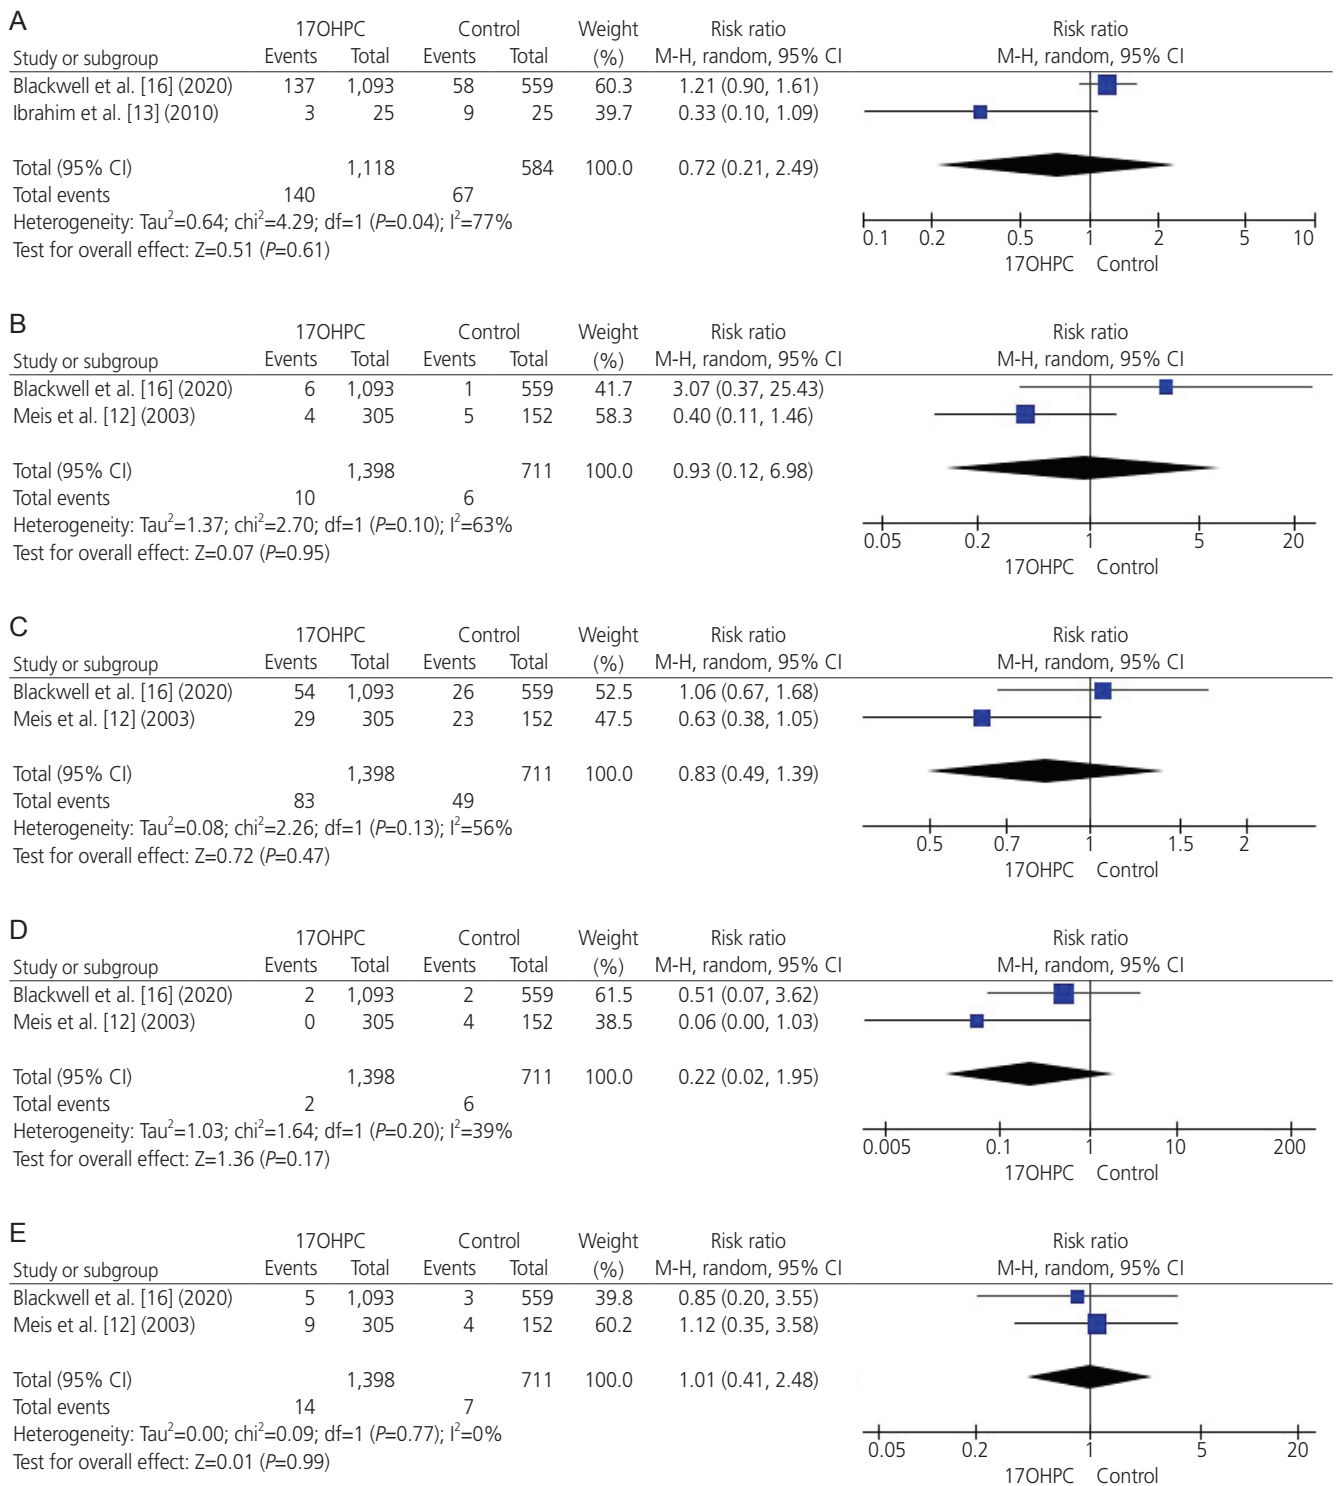 A
17OHPC Control Weight Risk ratio Risk ratio
Study or subgroup Events Total Events Total (%) M-H, random, 95% CI M-H, random, 95% CI
Blackwell et al. [16] (2020) 137 1,093 58 559 60.3 1.21 (0.90, 1.61)
Ibrahim et al. [13] (2010) 3 25 9 25 39.7 0.33 (0.10, 1.09)
Total (95% CI) 1,118 584 100.0 0.72 (0.21, 2.49)
Total events 140 67
Heterogeneity: Tau²=0.64; chi²=4.29; df=1 (P=0.04); I²=77%
Test for overall effect: Z=0.51 (P=0.61)
0.1 0.2 0.5 1 2 5 10
17OHPC Control
B
17OHPC Control Weight Risk ratio Risk ratio
Study or subgroup Events Total Events Total (%) M-H, random, 95% CI M-H, random, 95% CI
Blackwell et al. [16] (2020) 6 1,093 1 559 41.7 3.07 (0.37, 25.43)
Meis et al. [12] (2003) 4 305 5 152 58.3 0.40 (0.11, 1.46)
Total (95% CI) 1,398 711 100.0 0.93 (0.12, 6.98)
Total events 10 6
Heterogeneity: Tau²=1.37; chi²=2.70; df=1 (P=0.10); I²=63%
Test for overall effect: Z=0.07 (P=0.95)
0.05 0.2 1 5 20
17OHPC Control
C
17OHPC Control Weight Risk ratio Risk ratio
Study or subgroup Events Total Events Total (%) M-H, random, 95% CI M-H, random, 95% CI
Blackwell et al. [16] (2020) 54 1,093 26 559 52.5 1.06 (0.67, 1.68)
Meis et al. [12] (2003) 29 305 23 152 47.5 0.63 (0.38, 1.05)
Total (95% CI) 1,398 711 100.0 0.83 (0.49, 1.39)
Total events 83 49
Heterogeneity: Tau²=0.08; chi²=2.26; df=1 (P=0.13); I²=56%
Test for overall effect: Z=0.72 (P=0.47)
0.5 0.7 1 1.5 2
17OHPC Control
D
17OHPC Control Weight Risk ratio Risk ratio
Study or subgroup Events Total Events Total (%) M-H, random, 95% CI M-H, random, 95% CI
Blackwell et al. [16] (2020) 2 1,093 2 559 61.5 0.51 (0.07, 3.62)
Meis et al. [12] (2003) 0 305 4 152 38.5 0.06 (0.00, 1.03)
Total (95% CI) 1,398 711 100.0 0.22 (0.02, 1.95)
Total events 2 6
Heterogeneity: Tau²=1.03; chi²=1.64; df=1 (P=0.20); I²=39%
Test for overall effect: Z=1.36 (P=0.17)
0.005 0.1 1 10 200
17OHPC Control
E
17OHPC Control Weight Risk ratio Risk ratio
Study or subgroup Events Total Events Total (%) M-H, random, 95% CI M-H, random, 95% CI
Blackwell et al. [16] (2020) 5 1,093 3 559 39.8 0.85 (0.20, 3.55)
Meis et al. [12] (2003) 9 305 4 152 60.2 1.12 (0.35, 3.58)
Total (95% CI) 1,398 711 100.0 1.01 (0.41, 2.48)
Total events 14 7
Heterogeneity: Tau²=0.00; chi²=0.09; df=1 (P=0.77); I²=0%
Test for overall effect: Z=0.01 (P=0.99)
0.05 0.2 1 5 20
17OHPC Control